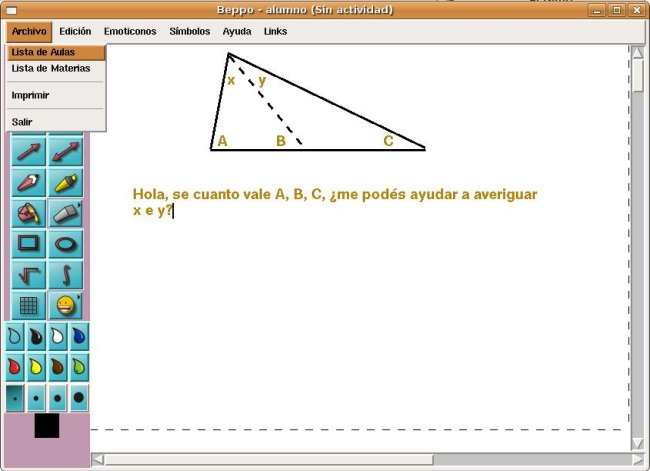 Beppo - alumno (Sin actividad)
Archivo Edición Emoticonos Símbolos Ayuda Links
Lista de Aulas
Lista de Materias
Imprimir
Salir
x y
A B C
Hola, se cuanto vale A, B, C, ¿me podés ayudar a averiguar
x e y?